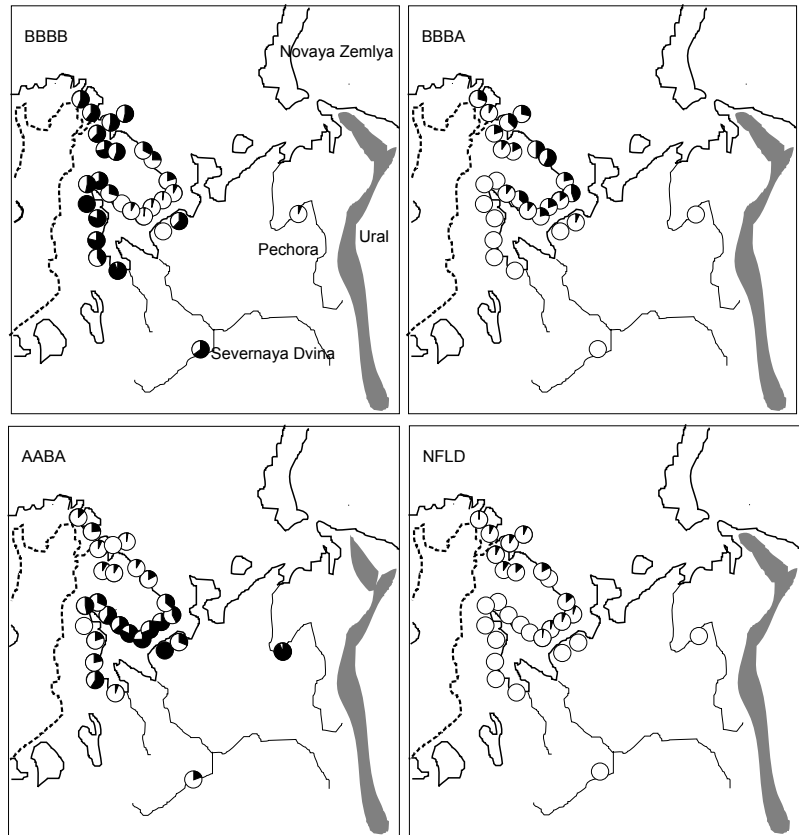 BBBB
Novaya Zemlya
Pechora
Ural
Severnaya Dvina
BBBA
AABA
NFLD